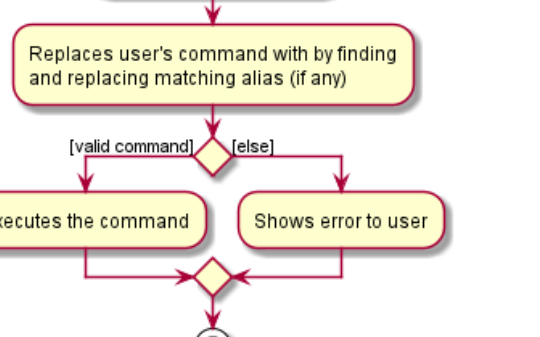 Replaces user's command with by finding
and replacing matching alias (if any)
[valid command] [else]
the command
Shows error to user